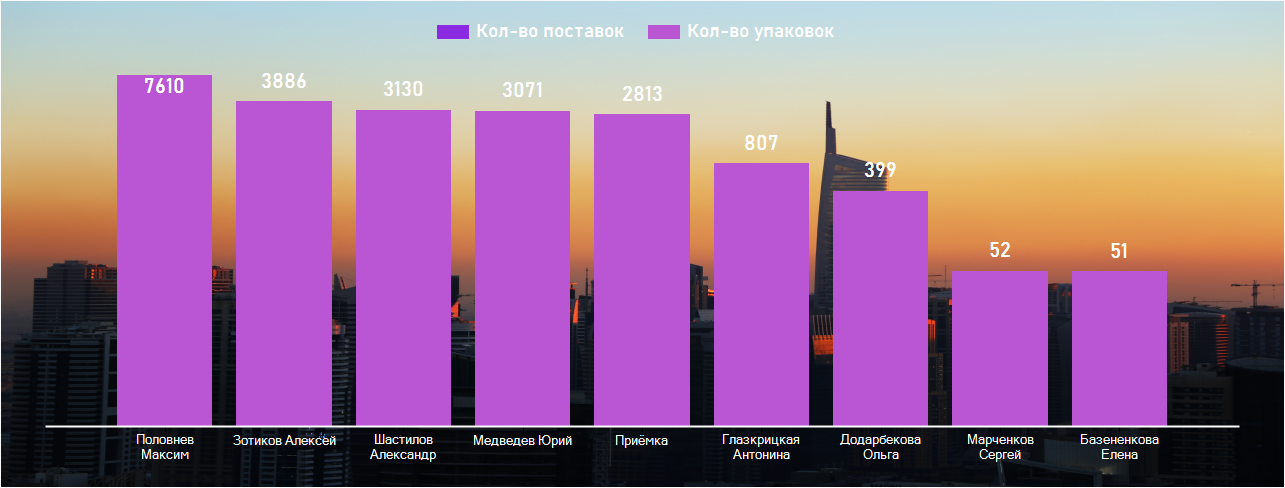 Кол-во поставок Кол-во упаковок
7610 3886 3130 3071 2813 807 399 52 51
Половнев Максим
Зотиков Алексей
Шастилов Александр
Медведев Юрий
Приёмка
Глазкрицкая Антонина
Додарбекова Ольга
Марченков Сергей
Базененкова Елена